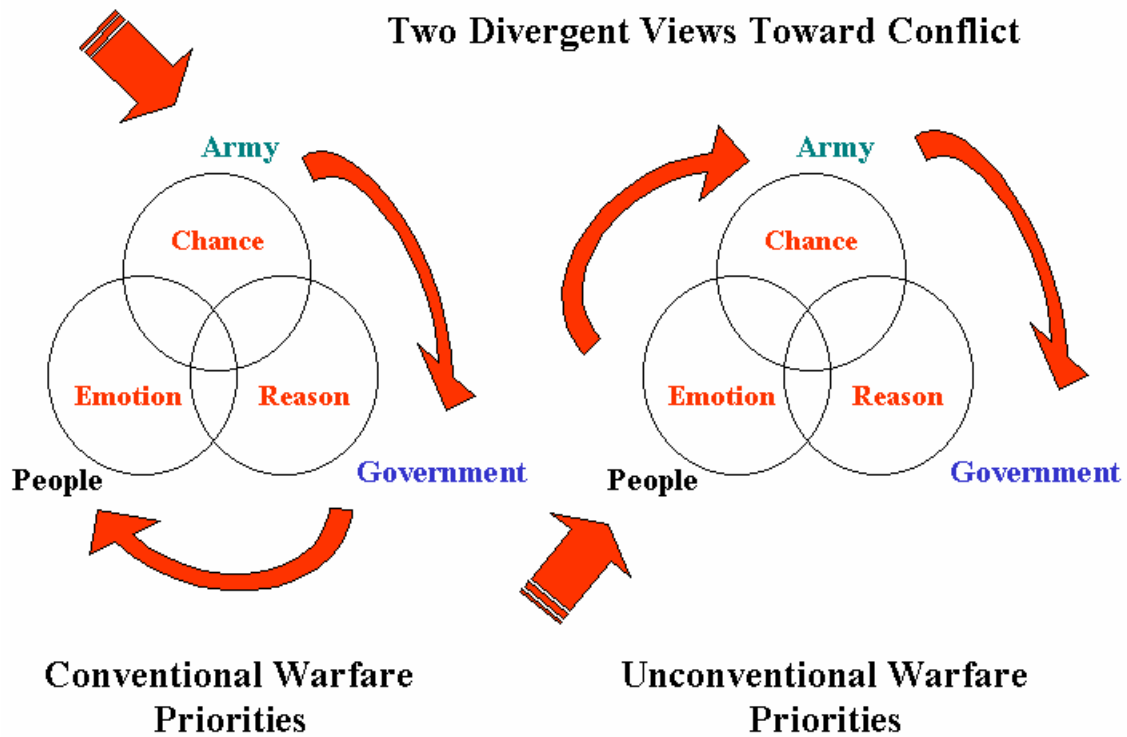 Two Divergent Views Toward Conflict
Army
Chance
Emotion
Reason
People
Government
Conventional Warfare
Priorities
Army
Chance
Emotion
Reason
People
Government
Unconventional Warfare
Priorities